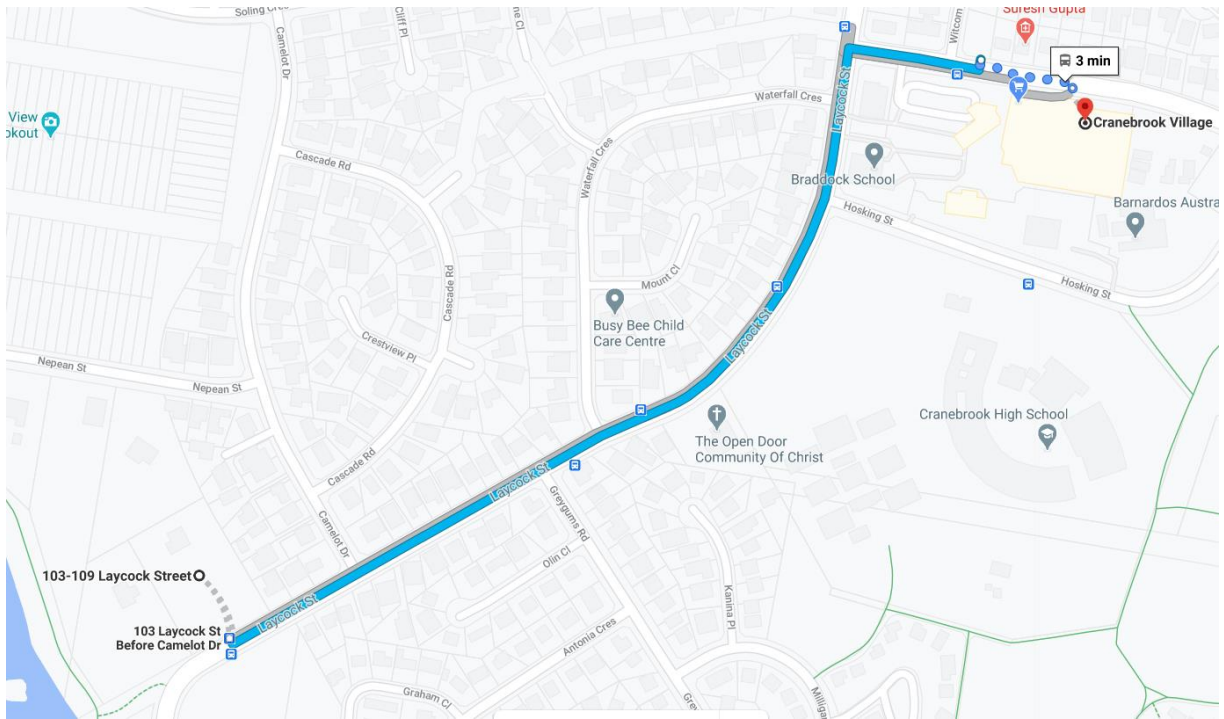 Soling Cres
Camelot Dr
Cliff Pl
ne Cl
Witcom
Suresh Gupta
3 min
View
okout
Waterfall Cres
Laycock St
Cranebrook Village
Cascade Rd
Waterfall Cres
Braddock School
Hosking St
Barnardos Austra
Cascade Rd
Mount Cl
Hosking St
Busy Bee Child
Care Centre
Crestview Pl
Laycock St
Nepean St
Nepean St
Cranebrook High School
The Open Door
Community Of Christ
Cascade Rd
Laycock St
Greygums Rd
Camelot Dr
Olin Cl
103-109 Laycock Street
Kanina Pl
Laycock St
103 Laycock St
Before Camelot Dr
Antonia Cres
Graham Cl
Grey
Milligan